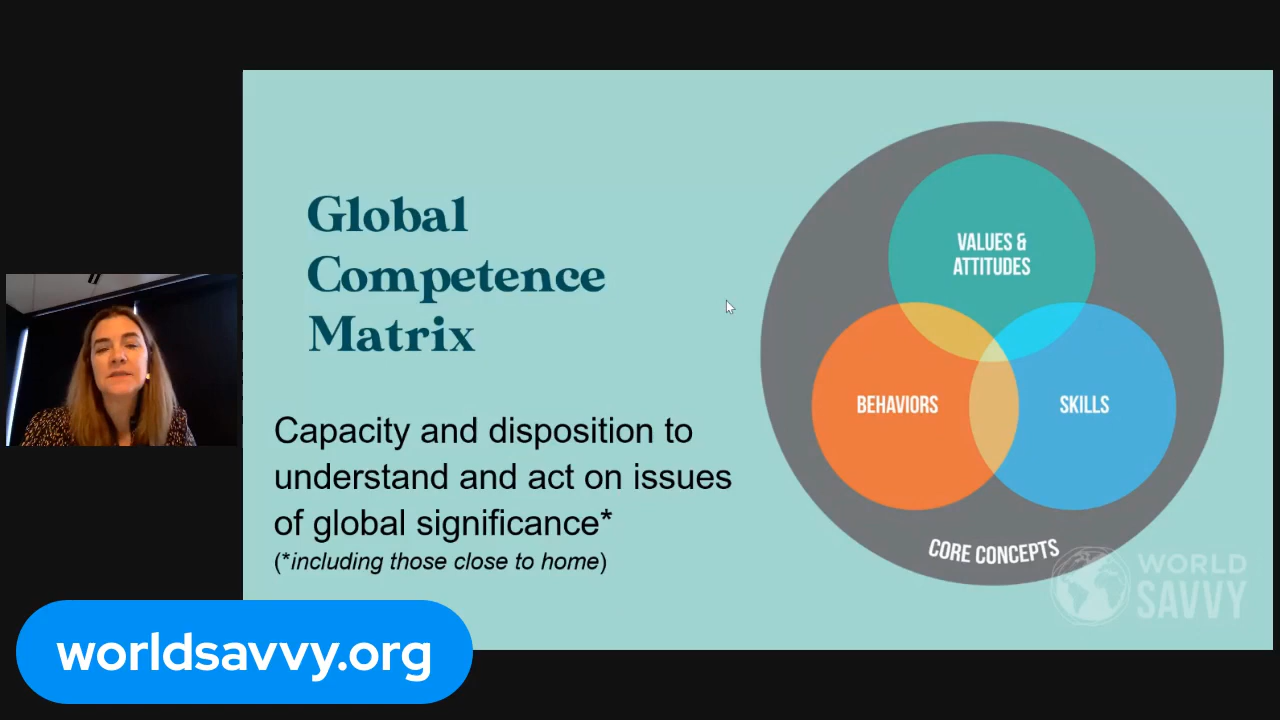 Global
Competence
Matrix
Capacity and disposition to
understand and act on issues
of global significance*
(*including those close to home)
VALUES &
ATTITUDES
BEHAVIORS
SKILLS
CORE CONCEPTS
WORLD
SAVVY
worldsavvy.org